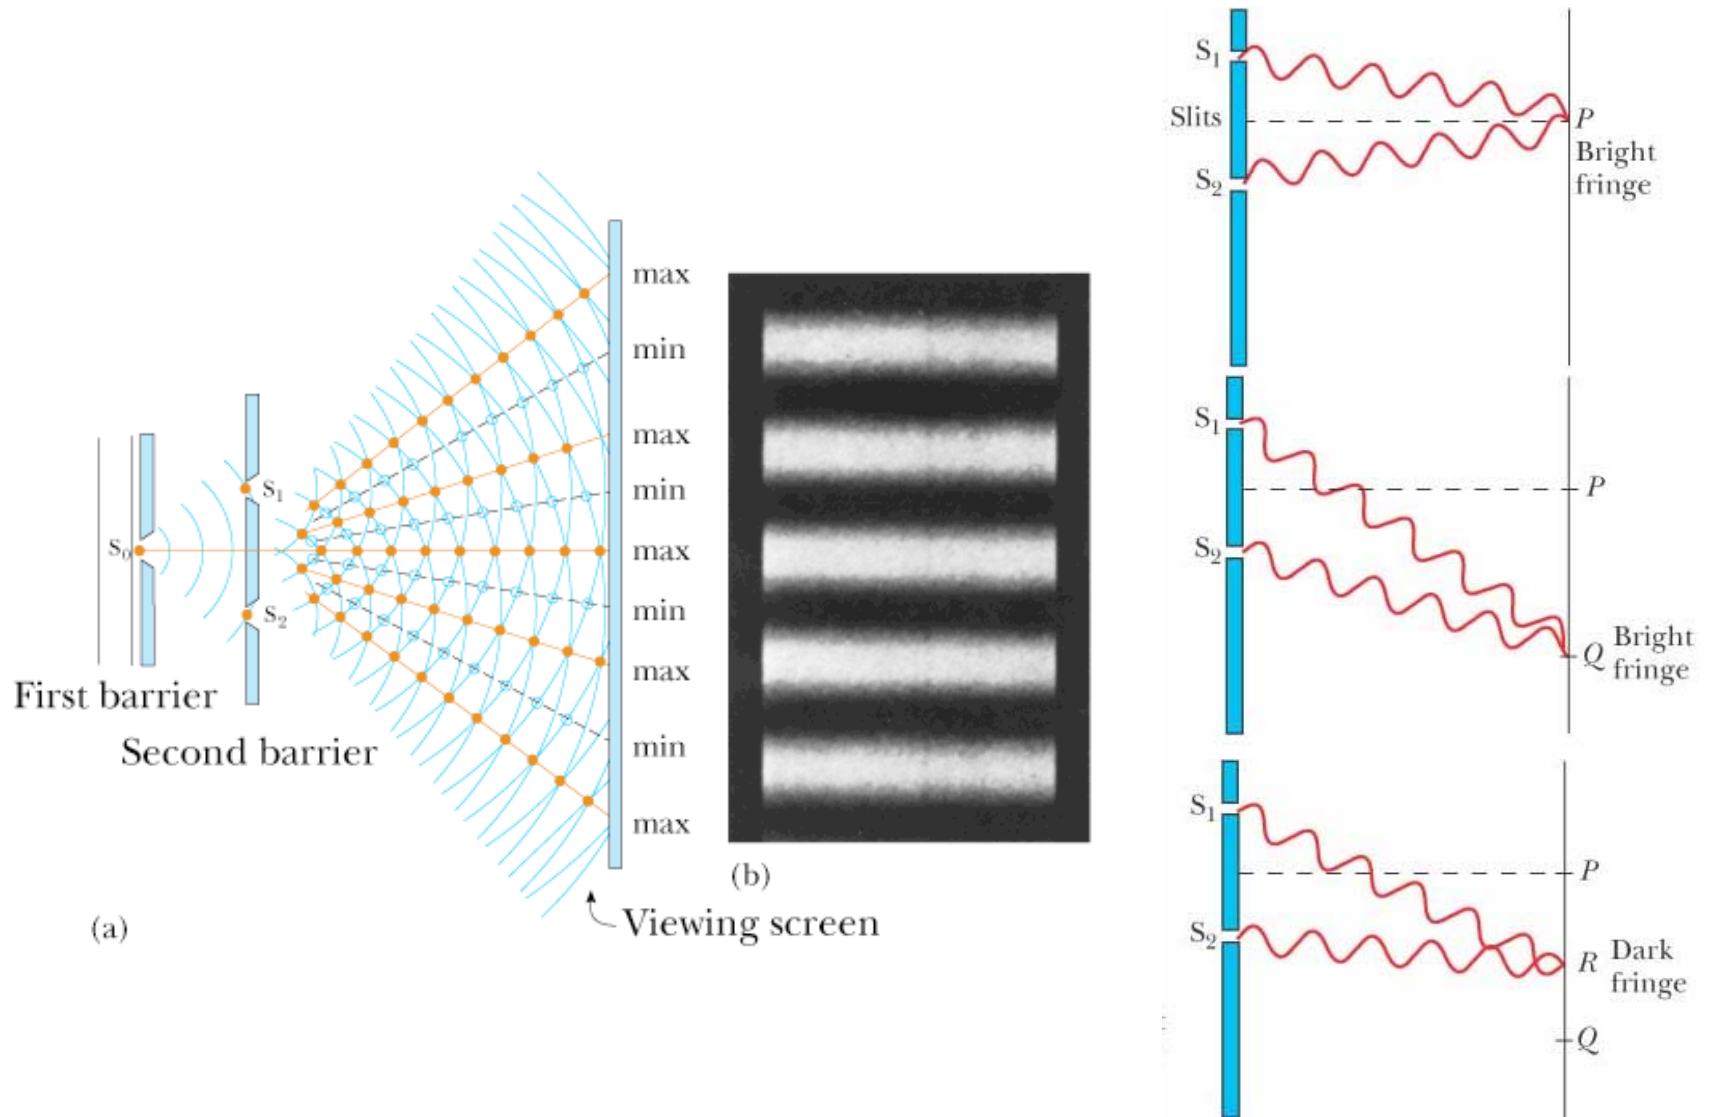 max
min
max
min
max
min
max
min
max
S1
S0
S2
First barrier
Second barrier
(a)
(b)
Viewing screen
S1
Slits
S2
P
Bright
fringe
S1
P
S2
Q Bright
fringe
S1
P
S2
R Dark
fringe
Q